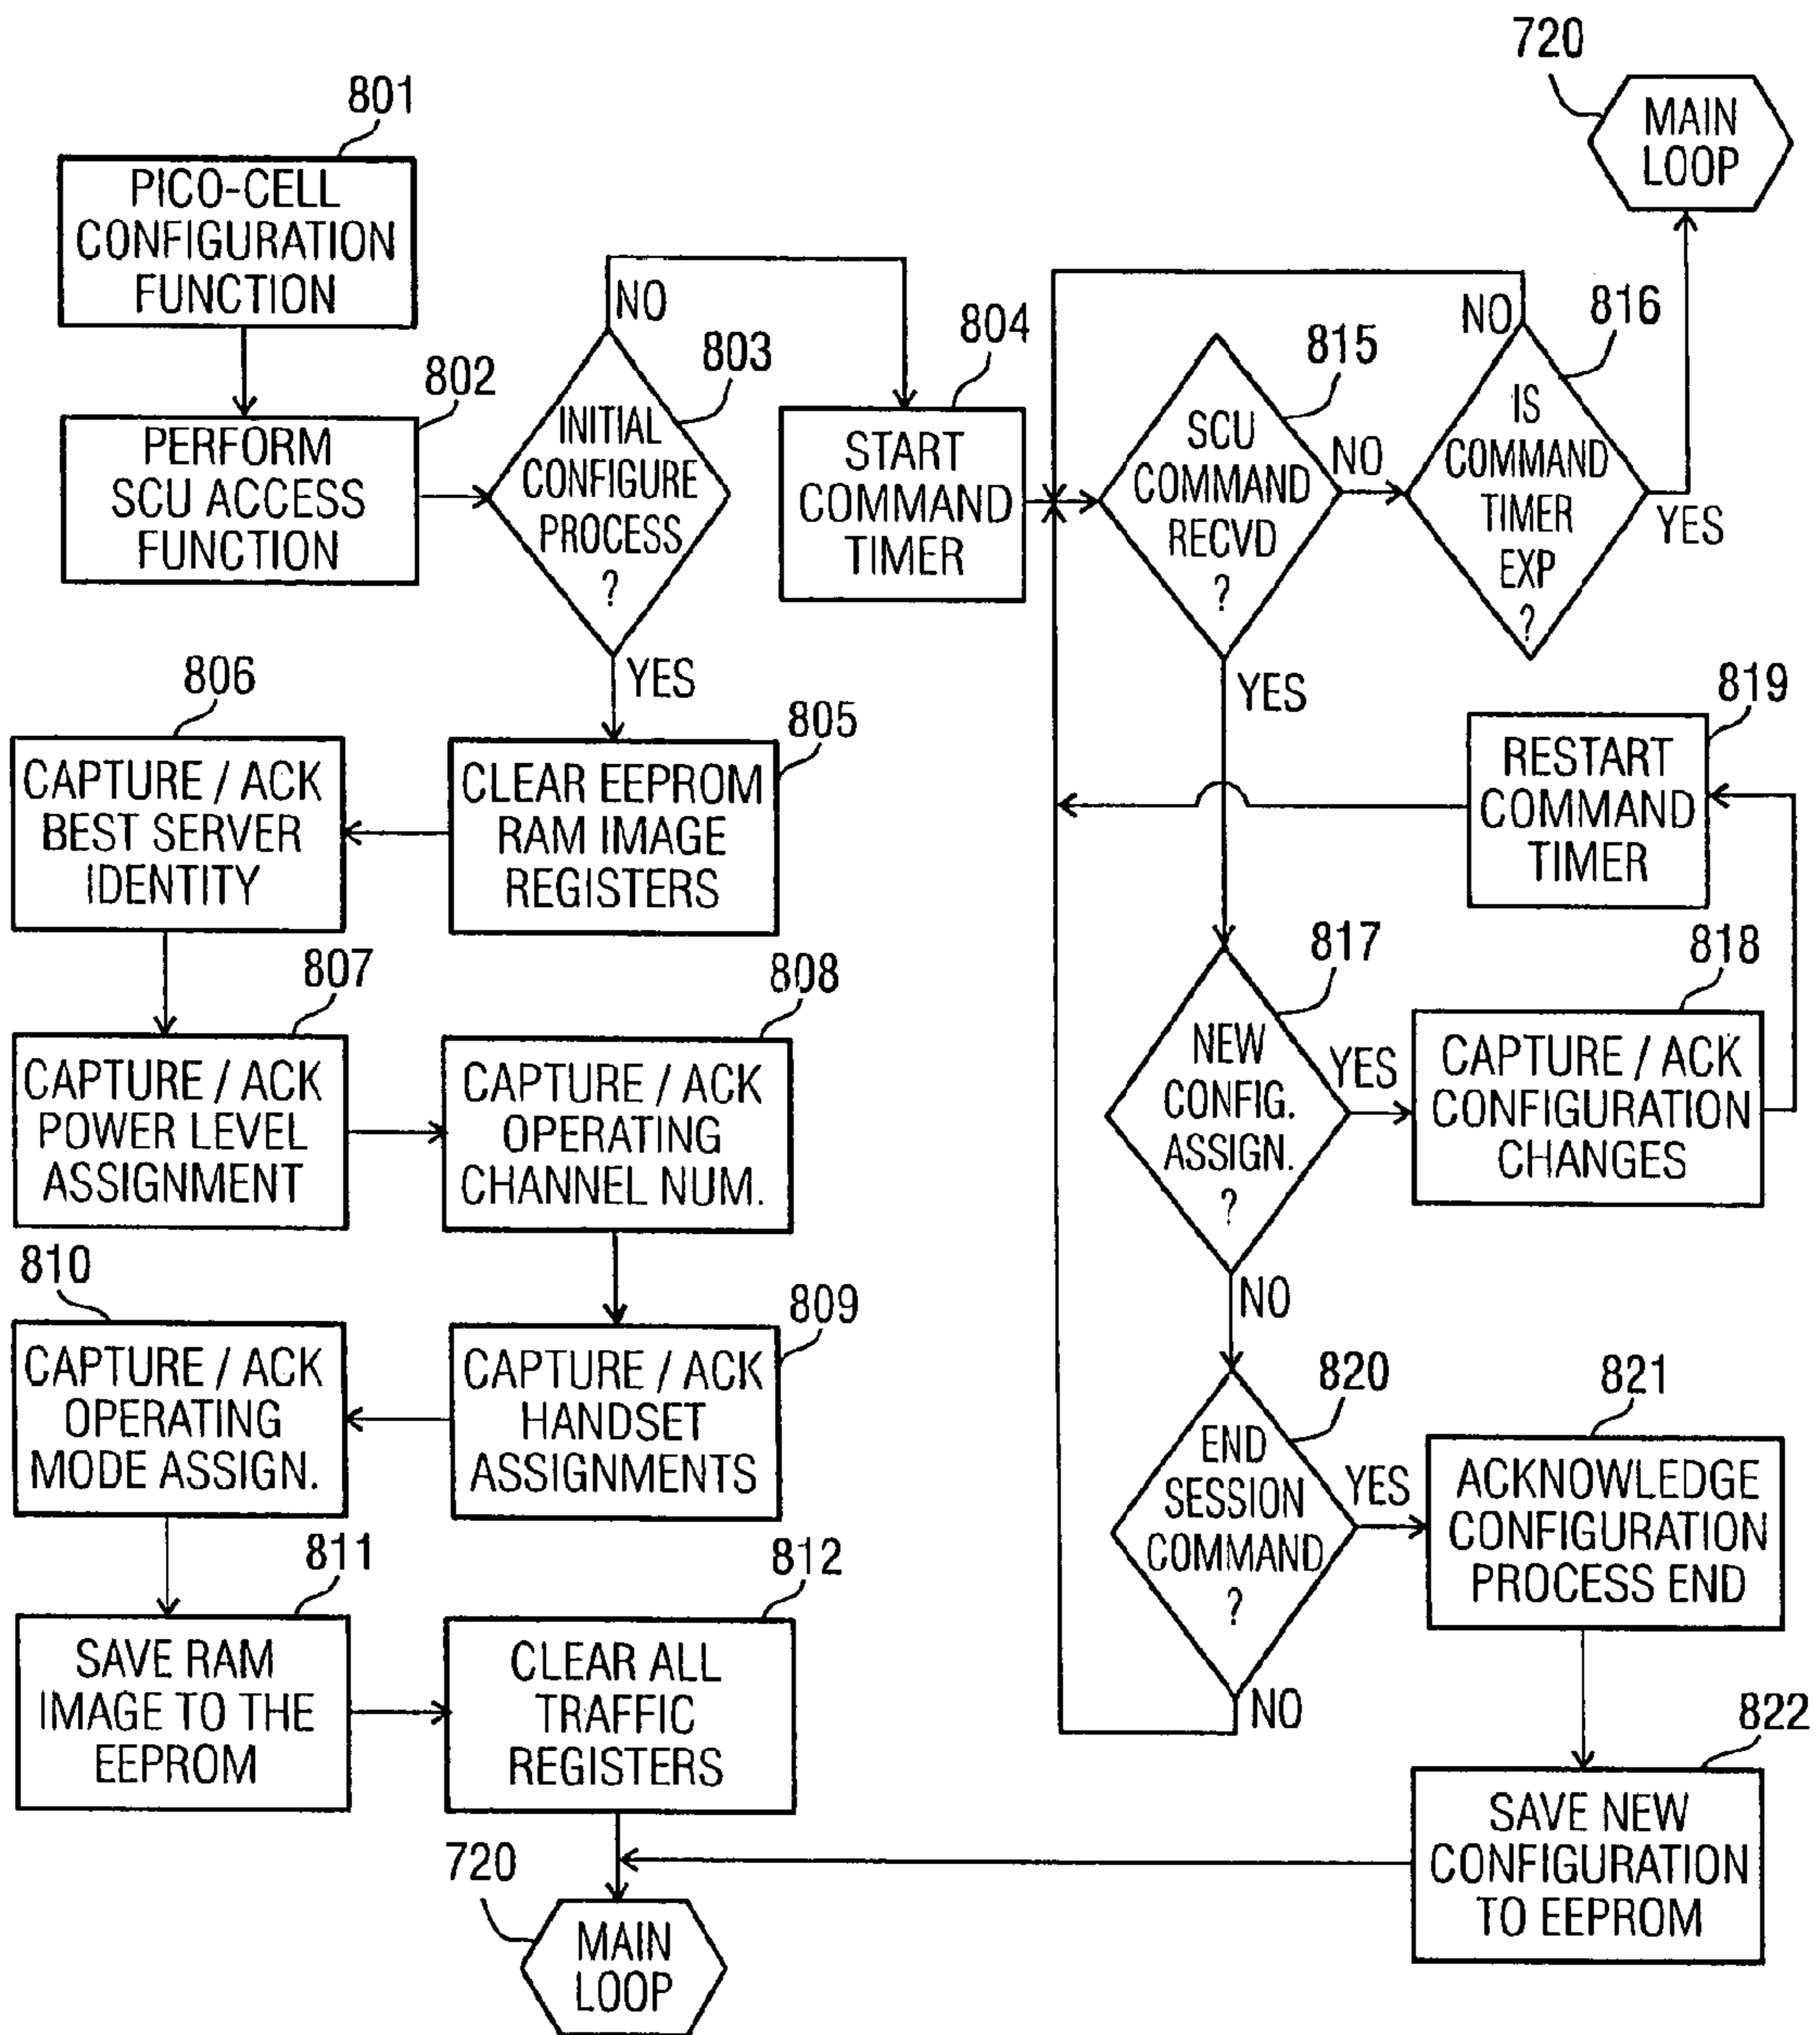 801
PICO-CELL
CONFIGURATION
FUNCTION
802
PERFORM
SCU ACCESS
FUNCTION
803
INITIAL
CONFIGURE
PROCESS
?
NO
YES
804
START
COMMAND
TIMER
815
SCU
COMMAND
RECVD
?
NO
YES
816
IS
COMMAND
TIMER
EXP
?
NO
YES
720
MAIN
LOOP
805
CLEAR EEPROM
RAM IMAGE
REGISTERS
806
CAPTURE / ACK
BEST SERVER
IDENTITY
807
CAPTURE / ACK
POWER LEVEL
ASSIGNMENT
808
CAPTURE / ACK
OPERATING
CHANNEL NUM.
809
CAPTURE / ACK
HANDSET
ASSIGNMENTS
810
CAPTURE / ACK
OPERATING
MODE ASSIGN.
811
SAVE RAM
IMAGE TO THE
EEPROM
812
CLEAR ALL
TRAFFIC
REGISTERS
720
MAIN
LOOP
817
NEW
CONFIG.
ASSIGN.
?
YES
NO
818
CAPTURE / ACK
CONFIGURATION
CHANGES
819
RESTART
COMMAND
TIMER
820
END
SESSION
COMMAND
?
YES
NO
821
ACKNOWLEDGE
CONFIGURATION
PROCESS END
822
SAVE NEW
CONFIGURATION
TO EEPROM